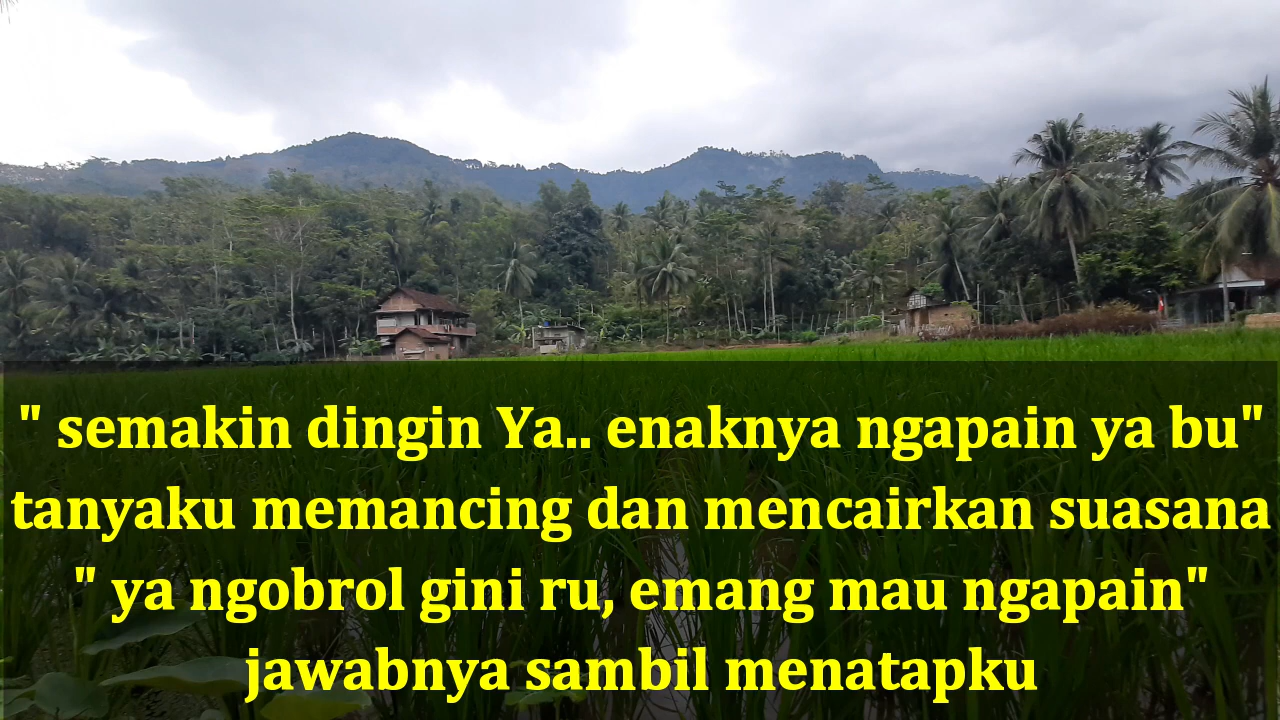 " semakin dingin Ya.. enaknya ngapain ya bu"
tanyaku memancing dan mencairkan suasana
" ya ngobrol gini ru, emang mau ngapain"
jawabnya sambil menatapku